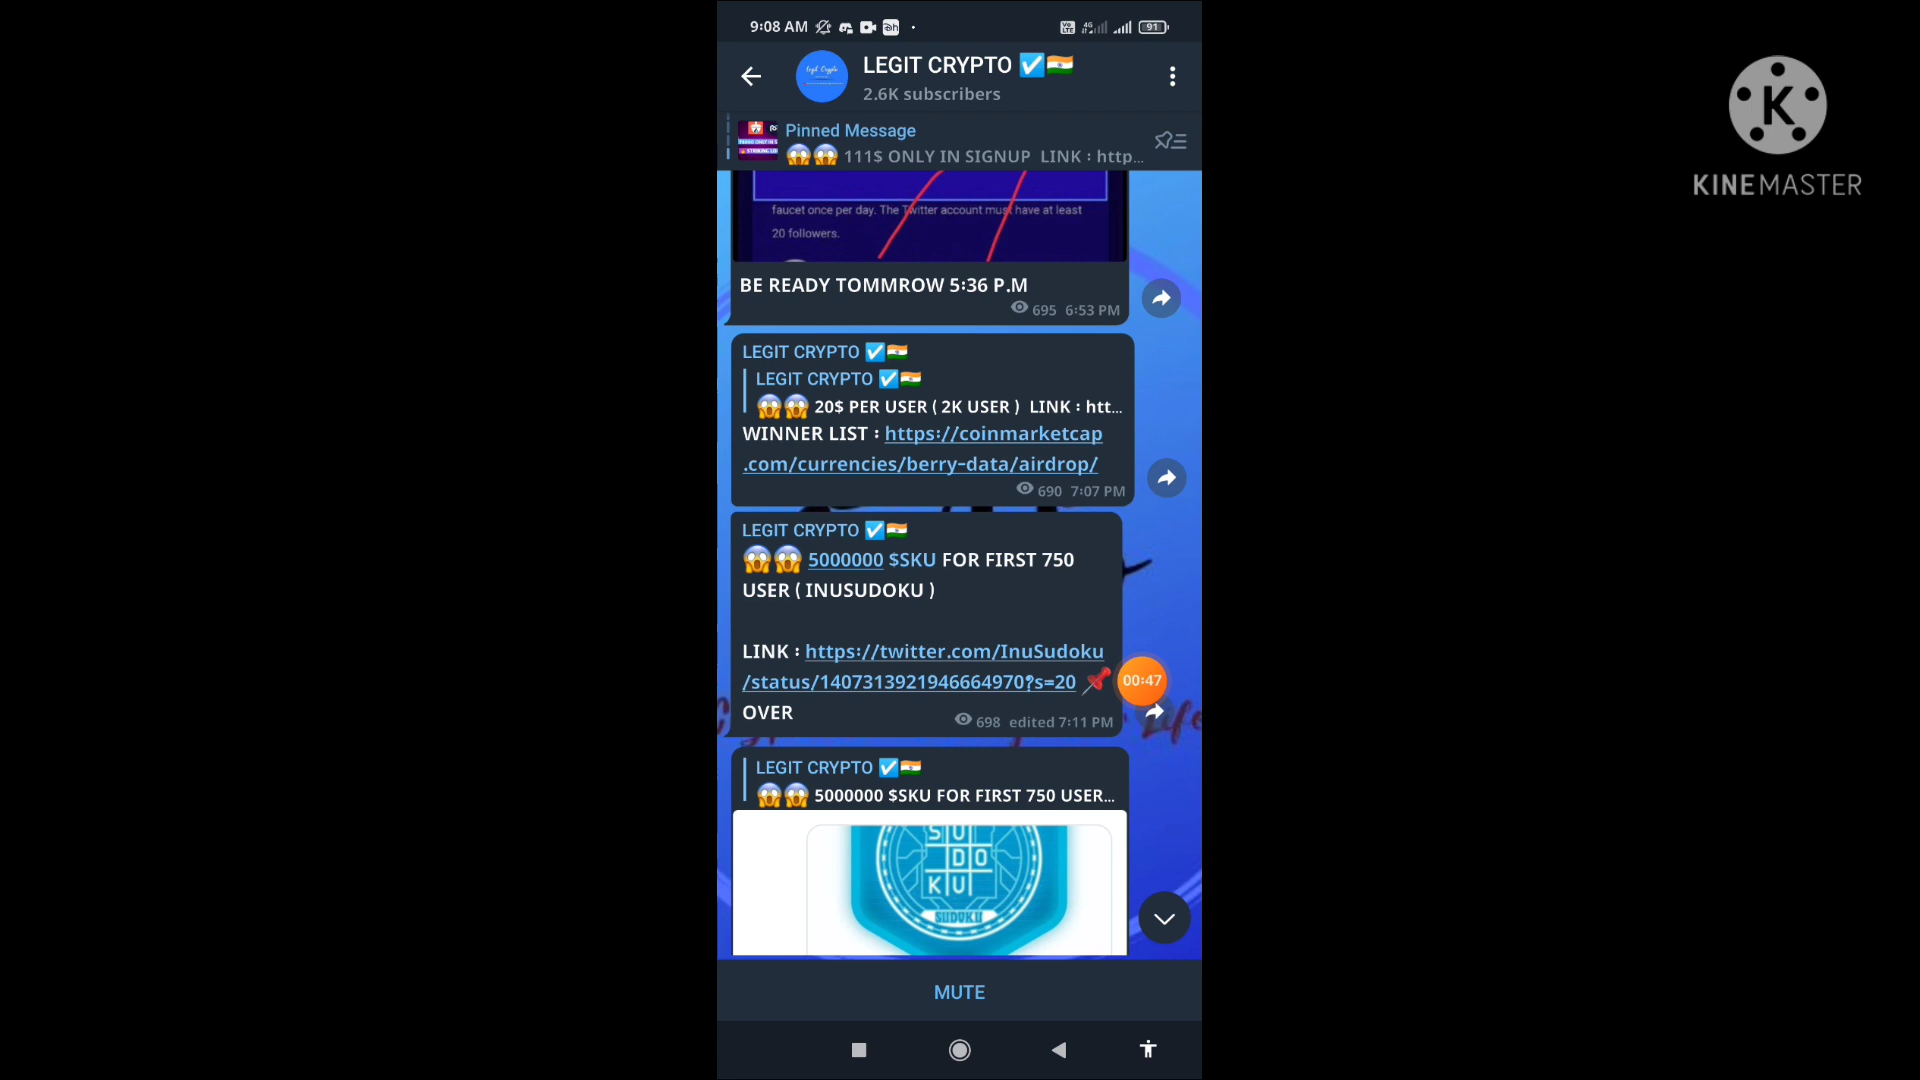 9:08 AM
4G
91
LEGIT CRYPTO ☑️🇮🇳
2.6K subscribers
Pinned Message
😱😱 111$ ONLY IN SIGNUP LINK : http...
faucet once per day. The Twitter account must have at least
20 followers.
BE READY TOMMROW 5:36 P.M
695 6:53 PM
LEGIT CRYPTO ☑️🇮🇳
LEGIT CRYPTO ☑️🇮🇳
😱😱 20$ PER USER ( 2K USER ) LINK : htt...
WINNER LIST : https://coinmarketcap
.com/currencies/berry-data/airdrop/
690 7:07 PM
LEGIT CRYPTO ☑️🇮🇳
😱😱 5000000 $SKU FOR FIRST 750
USER ( INUSUDOKU )
LINK : https://twitter.com/InuSudoku
/status/1407313921946664970?s=20 📌
OVER
698 edited 7:11 PM
00:47
LEGIT CRYPTO ☑️🇮🇳
😱😱 5000000 $SKU FOR FIRST 750 USER...
SU
DO
KU
SUDUKU
MUTE
K
KINEMASTER